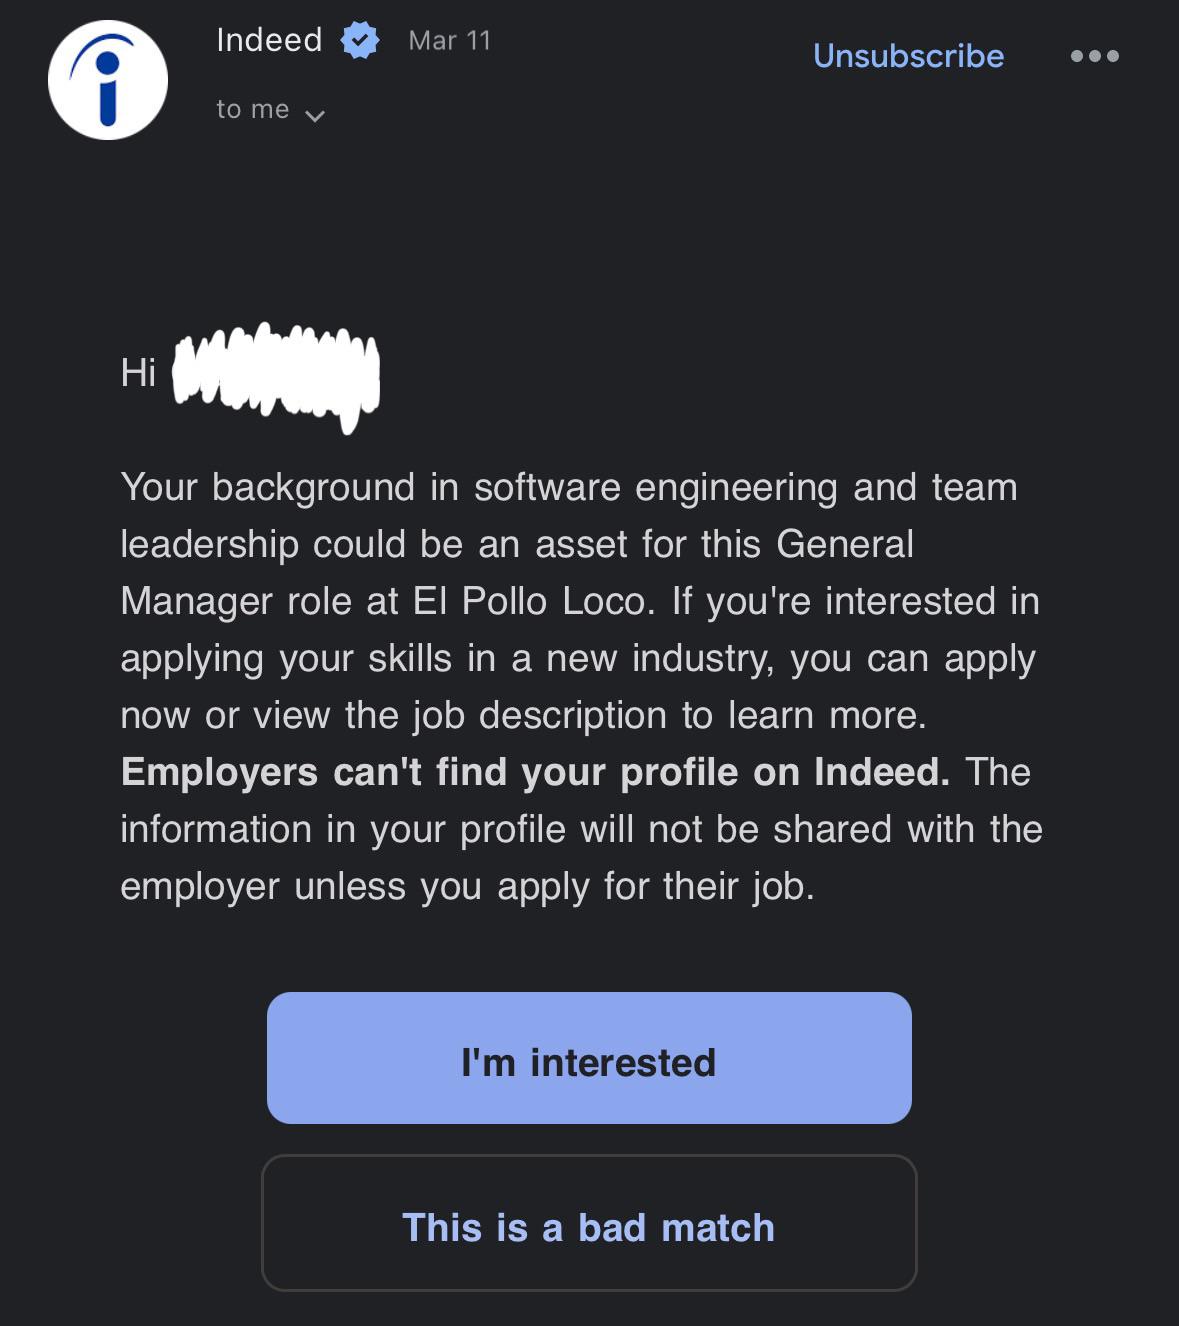 Indeed Mar 11
Unsubscribe
to me
Hi
Your background in software engineering and team
leadership could be an asset for this General
Manager role at El Pollo Loco. If you're interested in
applying your skills in a new industry, you can apply
now or view the job description to learn more.
Employers can't find your profile on Indeed. The
information in your profile will not be shared with the
employer unless you apply for their job.
I'm interested
This is a bad match